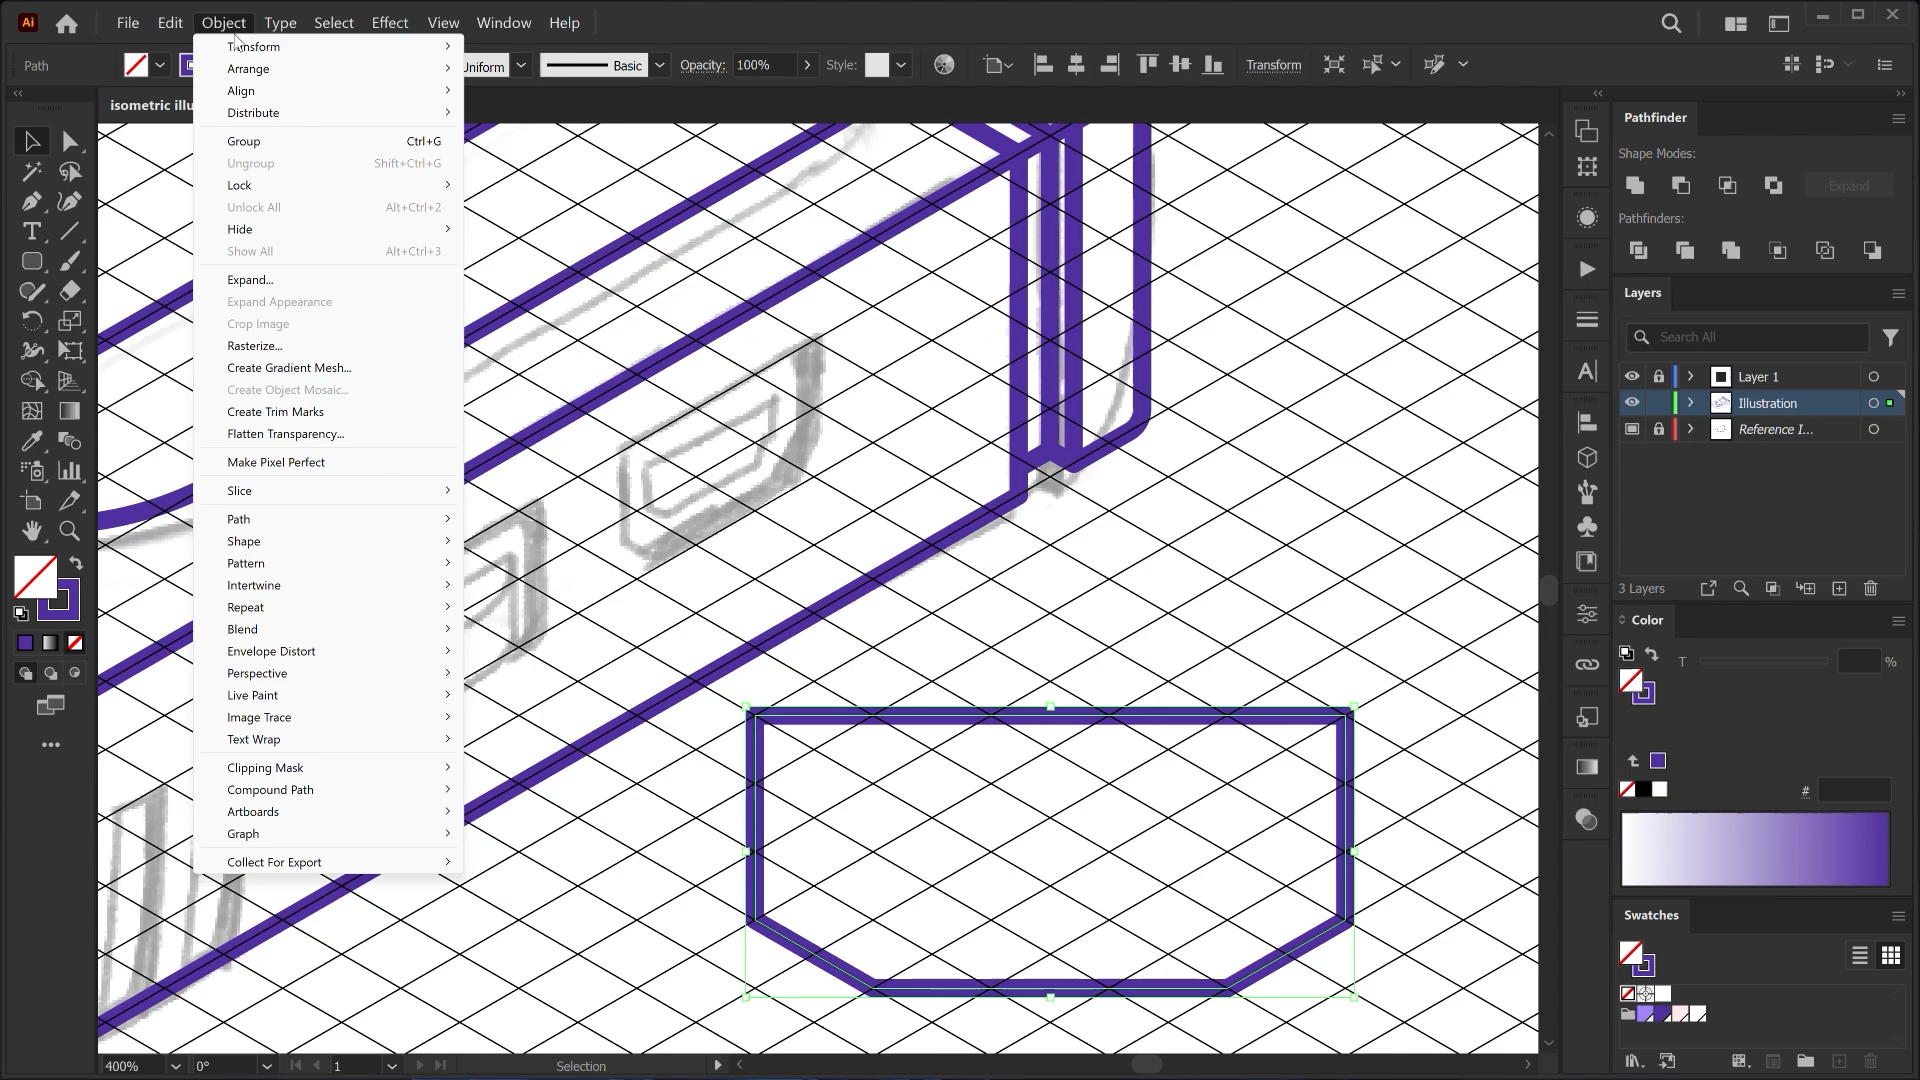 Ai File Edit Object Type Select Effect View Window Help
Path Uniform Basic Opacity: 100% Style: Transform
isometric illu
Transform
Arrange
Align
Distribute
Group Ctrl+G
Ungroup Shift+Ctrl+G
Lock
Unlock All Alt+Ctrl+2
Hide
Show All Alt+Ctrl+3
Expand...
Expand Appearance
Crop Image
Rasterize...
Create Gradient Mesh...
Create Object Mosaic...
Create Trim Marks
Flatten Transparency...
Make Pixel Perfect
Slice
Path
Shape
Pattern
Intertwine
Repeat
Blend
Envelope Distort
Perspective
Live Paint
Image Trace
Text Wrap
Clipping Mask
Compound Path
Artboards
Graph
Collect For Export
Pathfinder
Shape Modes:
Expand
Pathfinders:
Layers
Search All
Layer 1
Illustration
Reference I...
3 Layers
Color
T %
#
Swatches
400% 0° 1 Selection